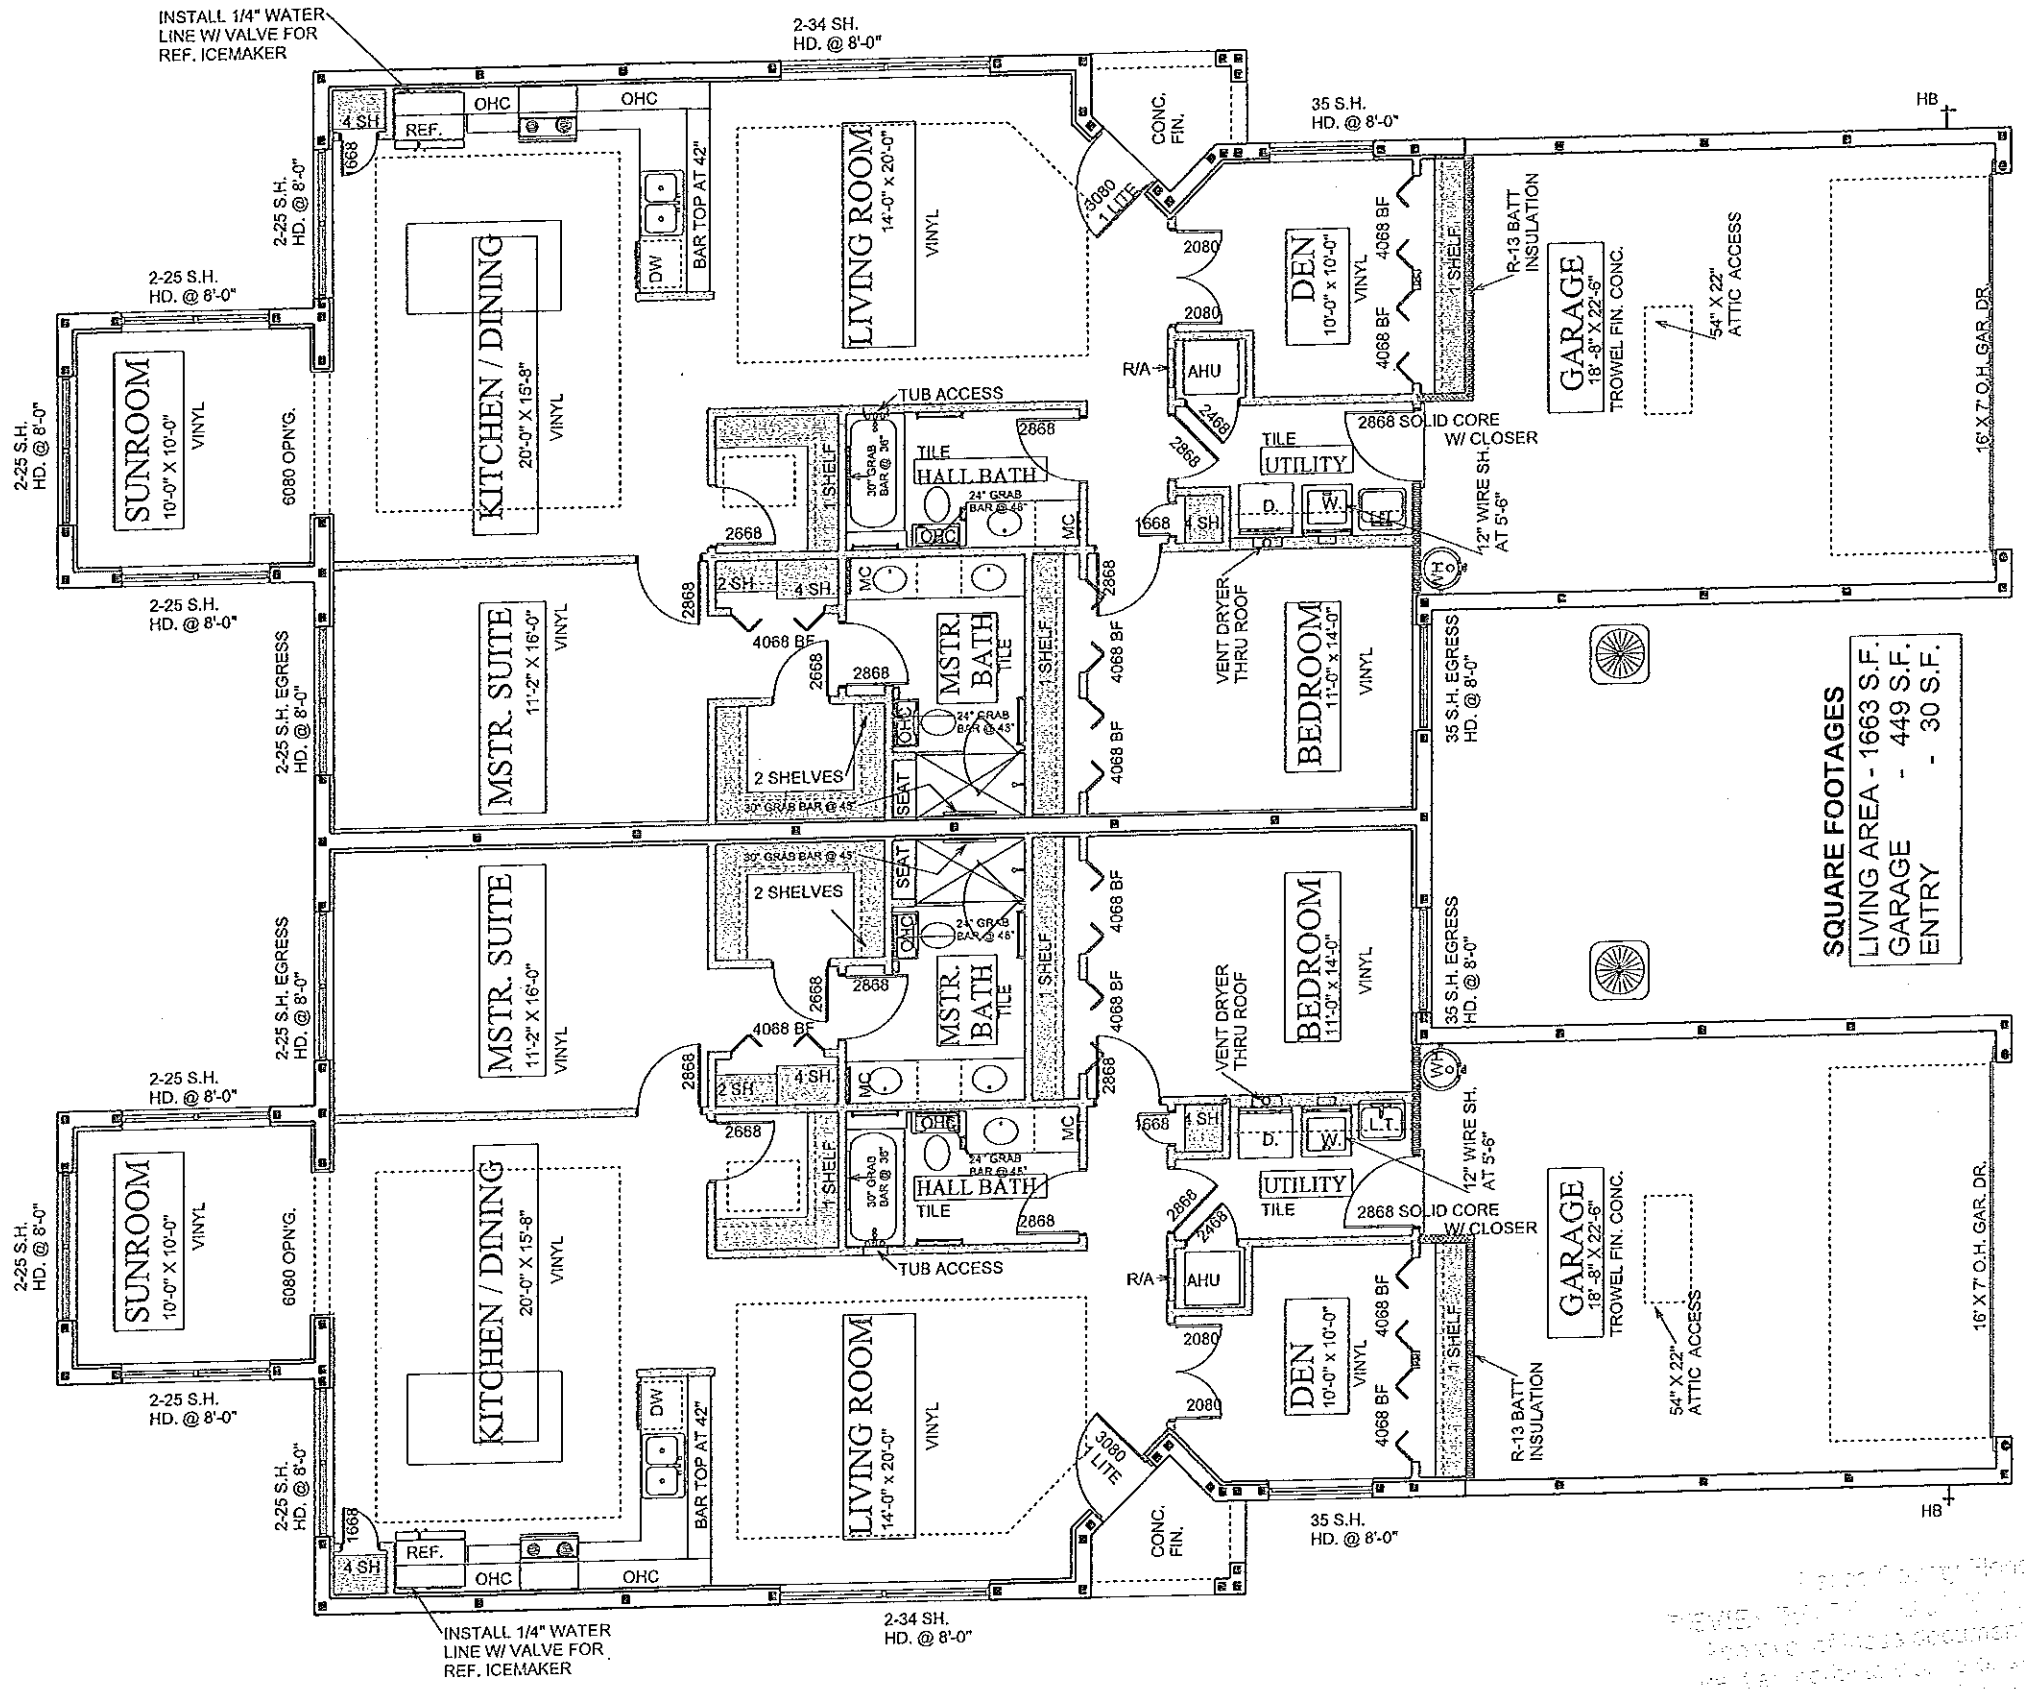 INSTALL 1/4" WATER
LINE W/ VALVE FOR
REF. ICEMAKER
2-34 SH.
HD. @ 8'-0"
35 S.H.
HD. @ 8'-0"
HB
4 SH
REF.
OHC
OHC
1668
2-25 S.H.
HD. @ 8'-0"
2-25 S.H.
HD. @ 8'-0"
2-25 S.H.
HD. @ 8'-0"
2-25 S.H.
HD. @ 8'-0"
SUNROOM
10'-0" X 10'-0"
VINYL
6080 OPN'G.
KITCHEN / DINING
20'-0" X 15'-8"
VINYL
DW
BAR TOP AT 42"
LIVING ROOM
14'-0" x 20'-0"
VINYL
CONC.
FIN.
3080
1 LITE
2080
2080
DEN
10'-0" x 10'-0"
VINYL
4068 BF
4068 BF
1 SHELF
R-13 BATT
INSULATION
GARAGE
18'-8" X 22'-6"
TROWEL FIN. CONC.
54" X 22"
ATTIC ACCESS
16' X 7' O.H. GAR. DR.
R/A
AHU
2468
2868
TUB ACCESS
2868
TILE
HALL BATH
30" GRAB
BAR @ 36"
24" GRAB
BAR @ 48"
OHC
MC
1 SHELF
2668
TILE
UTILITY
2868 SOLID CORE
W/ CLOSER
D.
W.
12" WIRE SH.
AT 5'-6"
1668
4 SH
WH
VENT DRYER
THRU ROOF
2868
2-25 S.H. EGRESS
HD. @ 8'-0"
MSTR. SUITE
11'-2" X 16'-0"
VINYL
2868
2 SH
4 SH.
4068 BF
2668
2868
MC
MSTR.
BATH
TILE
OHC
24" GRAB
BAR @ 48"
SEAT
2 SHELVES
30" GRAB BAR @ 45"
1 SHELF
4068 BF
4068 BF
BEDROOM
11'-0" x 14'-0"
VINYL
35 S.H. EGRESS
HD. @ 8'-0"
SQUARE FOOTAGES
LIVING AREA - 1663 S.F.
GARAGE - 449 S.F.
ENTRY - 30 S.F.
2-25 S.H. EGRESS
HD. @ 8'-0"
MSTR. SUITE
11'-2" X 16'-0"
VINYL
2868
2 SH
4 SH.
4068 BF
2668
2868
30" GRAB BAR @ 45"
2 SHELVES
SEAT
OHC
24" GRAB
BAR @ 48"
MSTR.
BATH
TILE
MC
1 SHELF
4068 BF
4068 BF
2868
BEDROOM
11'-0" x 14'-0"
VINYL
35 S.H. EGRESS
HD. @ 8'-0"
VENT DRYER
THRU ROOF
WH
2-25 S.H.
HD. @ 8'-0"
2-25 S.H.
HD. @ 8'-0"
2-25 S.H.
HD. @ 8'-0"
2-25 S.H.
HD. @ 8'-0"
SUNROOM
10'-0" X 10'-0"
VINYL
6080 OPN'G.
KITCHEN / DINING
20'-0" X 15'-8"
VINYL
2668
1 SHELF
30" GRAB
BAR @ 36"
OHC
24" GRAB
BAR @ 48"
MC
HALL BATH
TILE
2868
TUB ACCESS
1668
4 SH
D.
W.
L.T.
UTILITY
TILE
12" WIRE SH.
AT 5'-6"
2868 SOLID CORE
W/ CLOSER
2868
2468
R/A
AHU
2080
2080
DEN
10'-0" x 10'-0"
VINYL
4068 BF
4068 BF
1 SHELF
R-13 BATT
INSULATION
GARAGE
18'-8" X 22'-6"
TROWEL FIN. CONC.
54" X 22"
ATTIC ACCESS
16' X 7' O.H. GAR. DR.
DW
BAR TOP AT 42"
LIVING ROOM
14'-0" x 20'-0"
VINYL
3080
1 LITE
CONC.
FIN.
35 S.H.
HD. @ 8'-0"
HB
1668
4 SH
REF.
OHC
OHC
INSTALL 1/4" WATER
LINE W/ VALVE FOR
REF. ICEMAKER
2-34 SH.
HD. @ 8'-0"